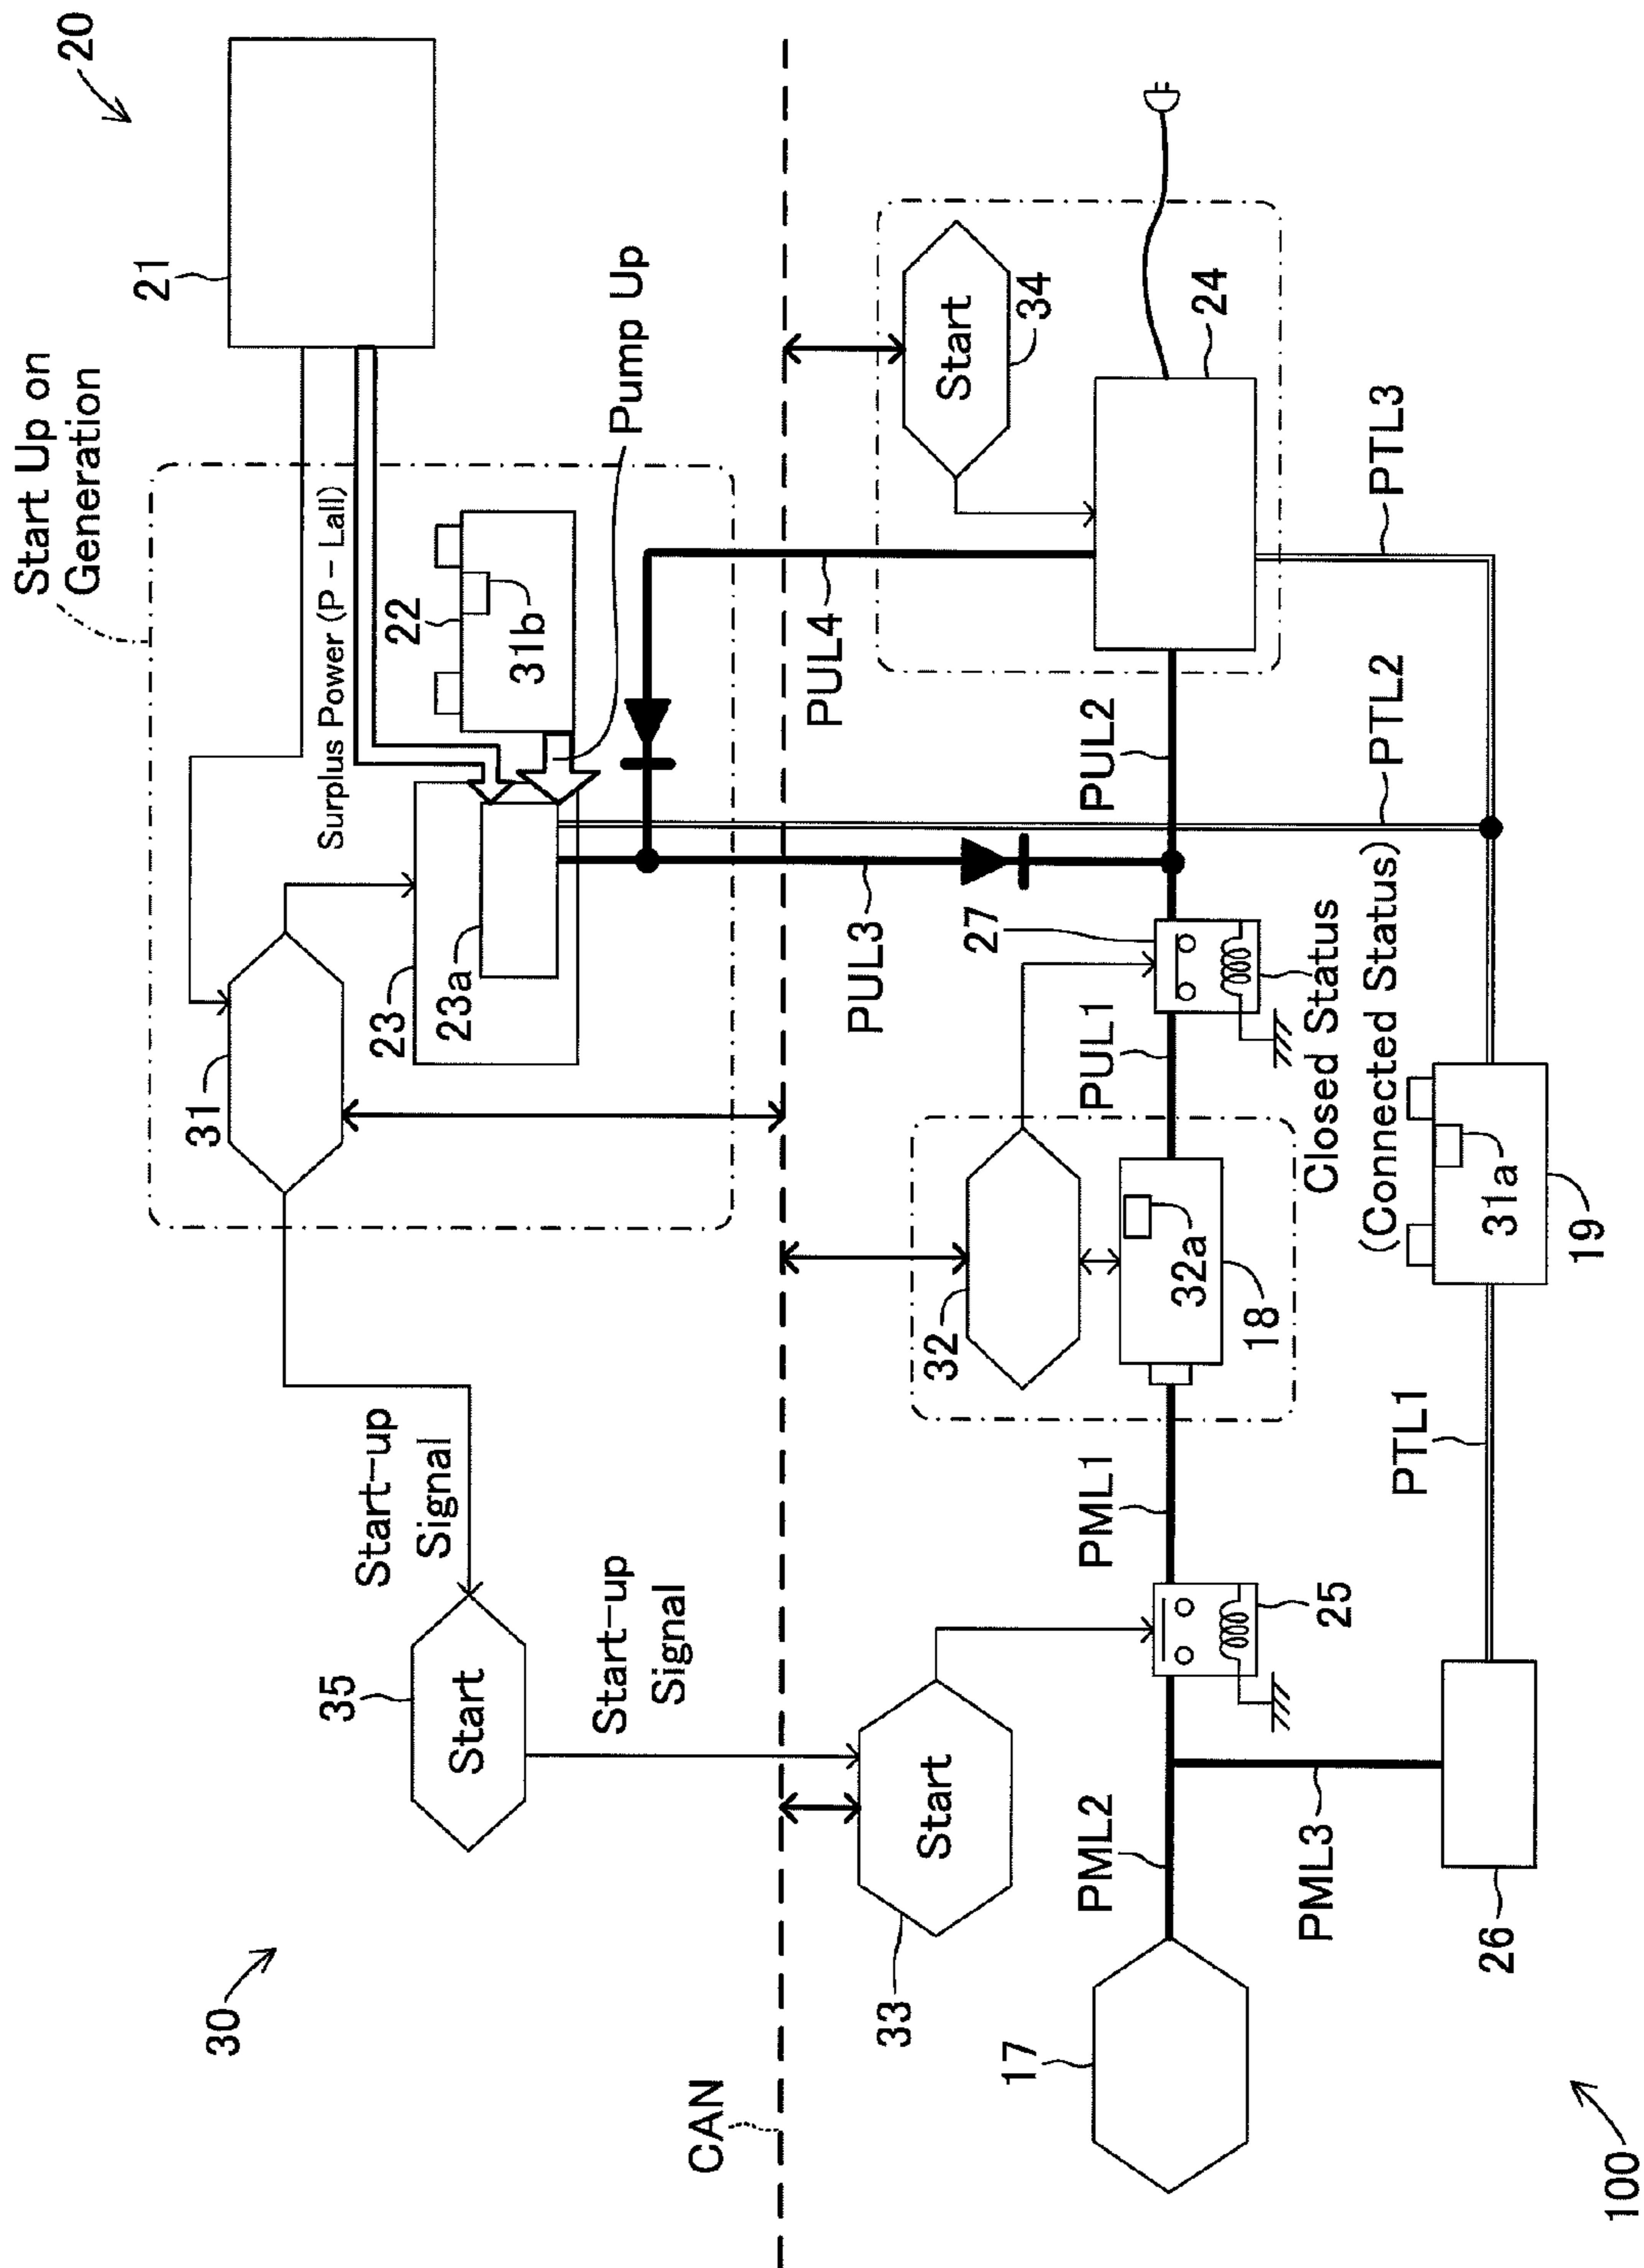 20
21
Start Up on
Generation
Surplus Power (P – Lall)
22
31b
Pump Up
23
23a
31
Start-up
Signal
35
Start
Start-up
Signal
30
CAN
Start
34
24
PUL4
PUL3
PUL2
PTL3
PTL2
27
PUL1
Closed Status
(Connected Status)
32
32a
18
31a
19
PTL1
PML1
25
Start
33
PML2
PML3
26
17
100